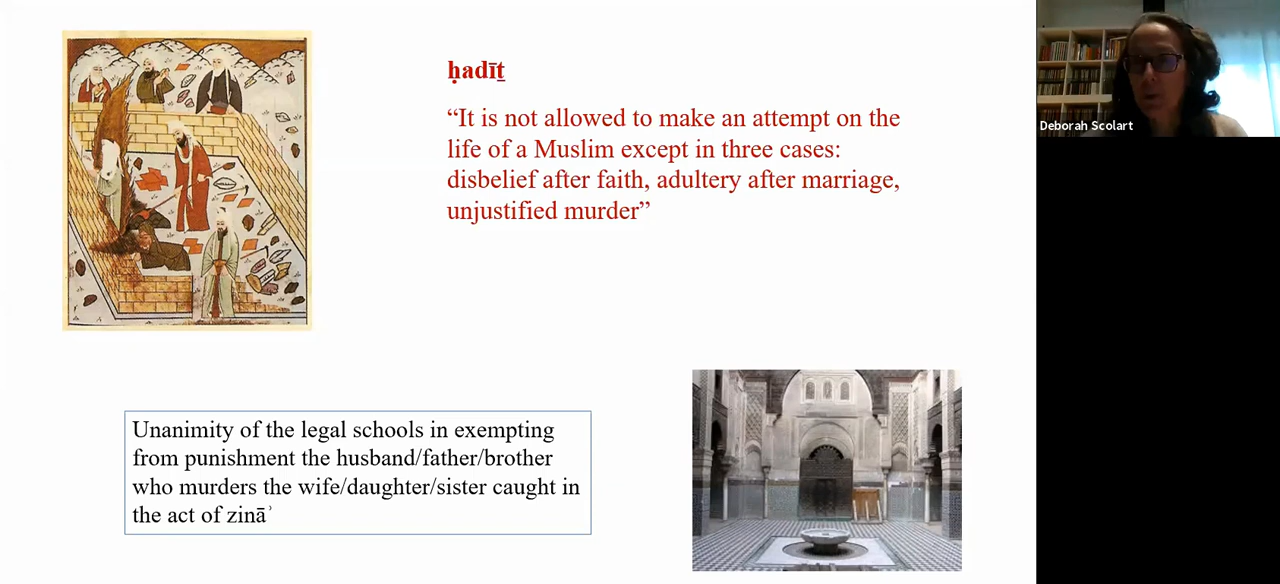 ḥadīṯ
“It is not allowed to make an attempt on the
life of a Muslim except in three cases:
disbelief after faith, adultery after marriage,
unjustified murder”
Unanimity of the legal schools in exempting
from punishment the husband/father/brother
who murders the wife/daughter/sister caught in
the act of zināʾ
Deborah Scolart